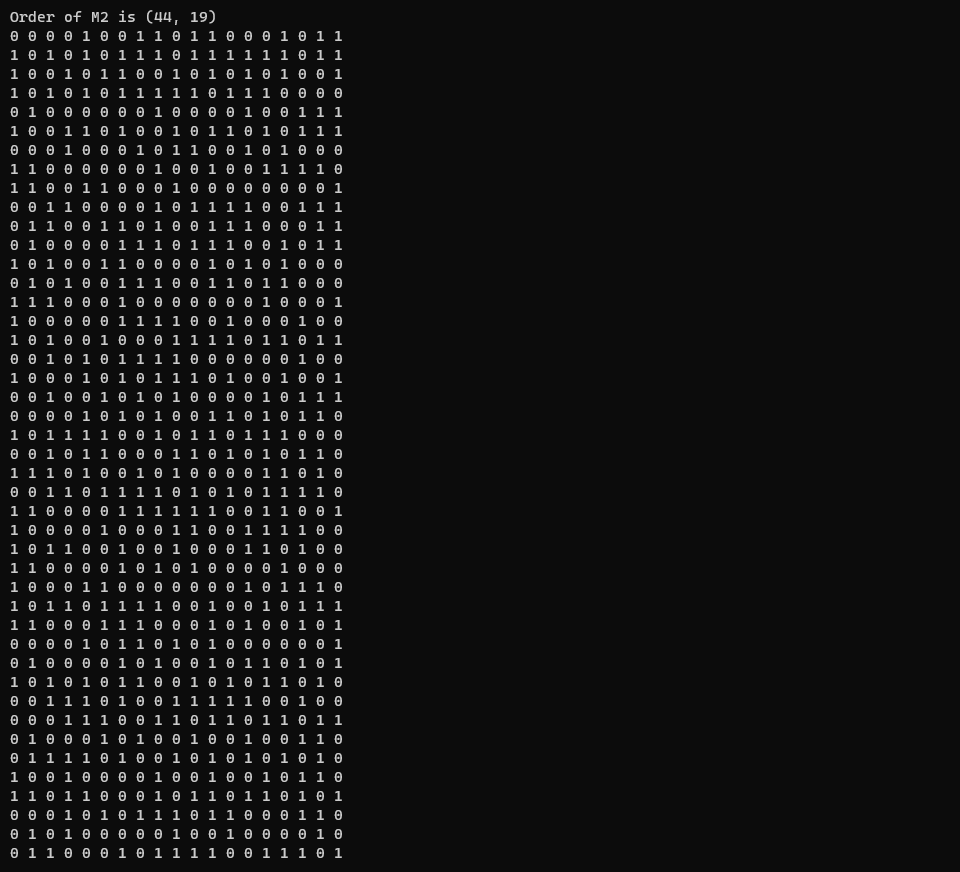 Order of M2 is (44, 19)
0 0 0 0 1 0 0 1 1 0 1 1 0 0 0 1 0 1 1
1 0 1 0 1 0 1 1 1 0 1 1 1 1 1 1 0 1 1
1 0 0 1 0 1 1 0 0 1 0 1 0 1 0 1 0 0 1
1 0 1 0 1 0 1 1 1 1 1 0 1 1 1 0 0 0 0
0 1 0 0 0 0 0 0 1 0 0 0 0 1 0 0 1 1 1
1 0 0 1 1 0 1 0 0 1 0 1 1 0 1 0 1 1 1
0 0 0 1 0 0 0 1 0 1 1 0 0 1 0 1 0 0 0
1 1 0 0 0 0 0 0 1 0 0 1 0 0 1 1 1 1 0
1 1 0 0 1 1 0 0 0 1 0 0 0 0 0 0 0 0 1
0 0 1 1 0 0 0 0 1 0 1 1 1 1 0 0 1 1 1
0 1 1 0 0 1 1 0 1 0 0 1 1 1 0 0 0 1 1
0 1 0 0 0 0 1 1 1 0 1 1 1 0 0 1 0 1 1
1 0 1 0 0 1 1 0 0 0 0 1 0 1 0 1 0 0 0
0 1 0 1 0 0 1 1 1 0 0 1 1 0 1 1 0 0 0
1 1 1 0 0 0 1 0 0 0 0 0 0 0 1 0 0 0 1
1 0 0 0 0 0 1 1 1 1 0 0 1 0 0 0 1 0 0
1 0 1 0 0 1 0 0 0 1 1 1 1 0 1 1 0 1 1
0 0 1 0 1 0 1 1 1 1 0 0 0 0 0 0 1 0 0
1 0 0 0 1 0 1 0 1 1 1 0 1 0 0 1 0 0 1
0 0 1 0 0 1 0 1 0 1 0 0 0 0 1 0 1 1 1
0 0 0 0 1 0 1 0 1 0 0 1 1 0 1 0 1 1 0
1 0 1 1 1 1 0 0 1 0 1 1 0 1 1 1 0 0 0
0 0 1 0 1 1 0 0 0 1 1 0 1 0 1 0 1 1 0
1 1 1 0 1 0 0 1 0 1 0 0 0 0 1 1 0 1 0
0 0 1 1 0 1 1 1 1 0 1 0 1 0 1 1 1 1 0
1 1 0 0 0 0 1 1 1 1 1 1 0 0 1 1 0 0 1
1 0 0 0 0 1 0 0 0 1 1 0 0 1 1 1 1 0 0
1 0 1 1 0 0 1 0 0 1 0 0 0 1 1 0 1 0 0
1 1 0 0 0 0 1 0 1 0 1 0 0 0 0 1 0 0 0
1 0 0 0 1 1 0 0 0 0 0 0 0 1 0 1 1 1 0
1 0 1 1 0 1 1 1 1 0 0 1 0 0 1 0 1 1 1
1 1 0 0 0 1 1 1 0 0 0 1 0 1 0 0 1 0 1
0 0 0 0 1 0 1 1 0 1 0 1 0 0 0 0 0 0 1
0 1 0 0 0 0 1 0 1 0 0 1 0 1 1 0 1 0 1
1 0 1 0 1 0 1 1 0 0 1 0 1 0 1 1 0 1 0
0 0 1 1 1 0 1 0 0 1 1 1 1 1 0 0 1 0 0
0 0 0 1 1 1 0 0 1 1 0 1 1 0 1 1 0 1 1
0 1 0 0 0 1 0 1 0 0 1 0 0 1 0 0 1 1 0
0 1 1 1 1 0 1 0 0 1 0 1 0 1 0 1 0 1 0
1 0 0 1 0 0 0 0 1 0 0 1 0 0 1 0 1 1 0
1 1 0 1 1 0 0 0 1 0 1 1 0 1 1 0 1 0 1
0 0 0 1 0 1 0 1 1 1 0 1 1 0 0 0 1 1 0
0 1 0 1 0 0 0 0 0 1 0 0 1 0 0 0 0 1 0
0 1 1 0 0 0 1 0 1 1 1 1 0 0 1 1 1 0 1